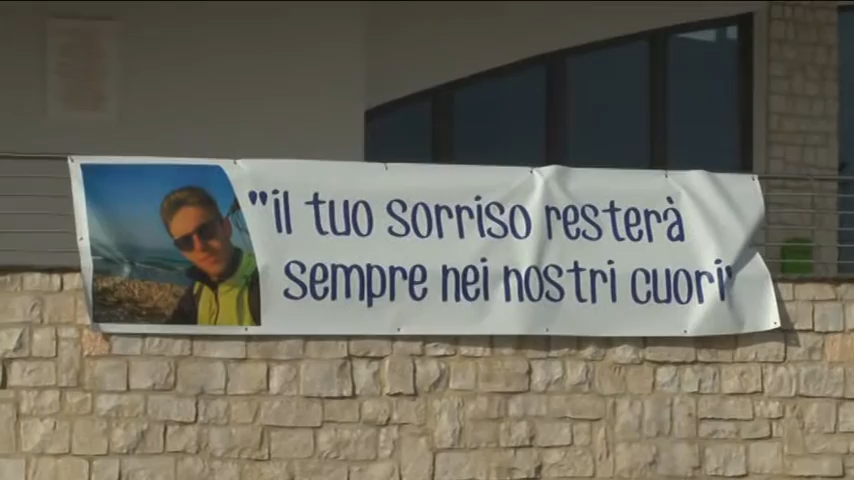 "il tuo sorriso resterà
sempre nei nostri cuori"